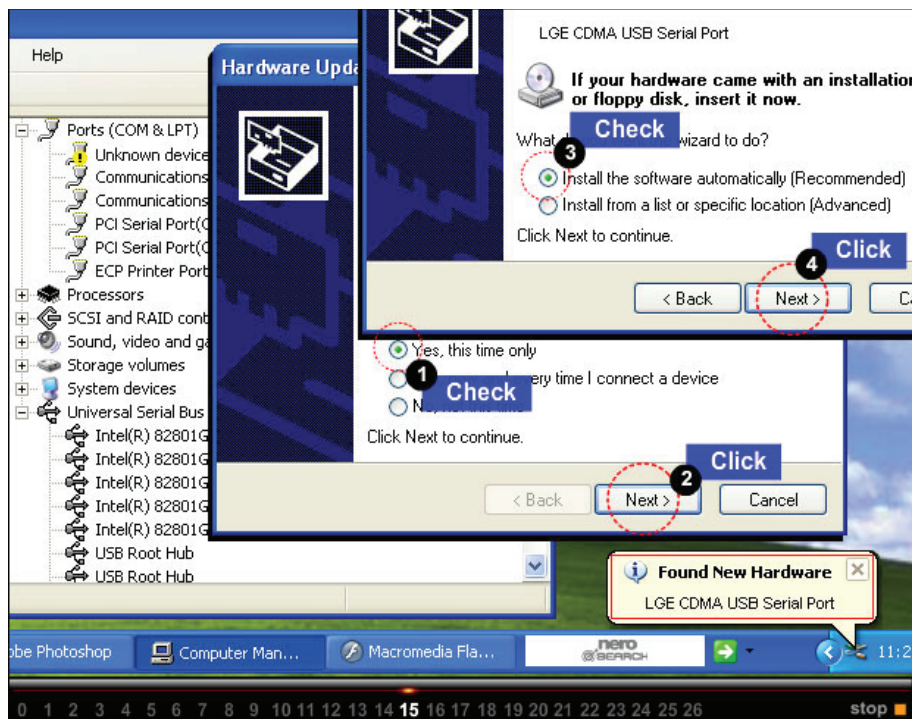 Help
Ports (COM & LPT)
Unknown device
Communications
Communications
PCI Serial Port(C
PCI Serial Port(C
ECP Printer Port
Processors
SCSI and RAID cont
Sound, video and ga
Storage volumes
System devices
Universal Serial Bus
Intel(R) 82801G
Intel(R) 82801G
Intel(R) 82801G
Intel(R) 82801G
Intel(R) 82801G
USB Root Hub
USB Root Hub
Hardware Upda
LGE CDMA USB Serial Port
If your hardware came with an installation
or floppy disk, insert it now.
What wizard to do?
Check
3
Install the software automatically (Recommended)
Install from a list or specific location (Advanced)
Click Next to continue.
4
Click
< Back
Next >
Ca
Yes, this time only
1
every time I connect a device
Check
Click Next to continue.
2
Click
< Back
Next >
Cancel
Found New Hardware
LGE CDMA USB Serial Port
obe Photoshop
Computer Man...
Macromedia Fla...
nero
SEARCH
11:2
0 1 2 3 4 5 6 7 8 9 10 11 12 13 14 15 16 17 18 19 20 21 22 23 24 25 26
stop